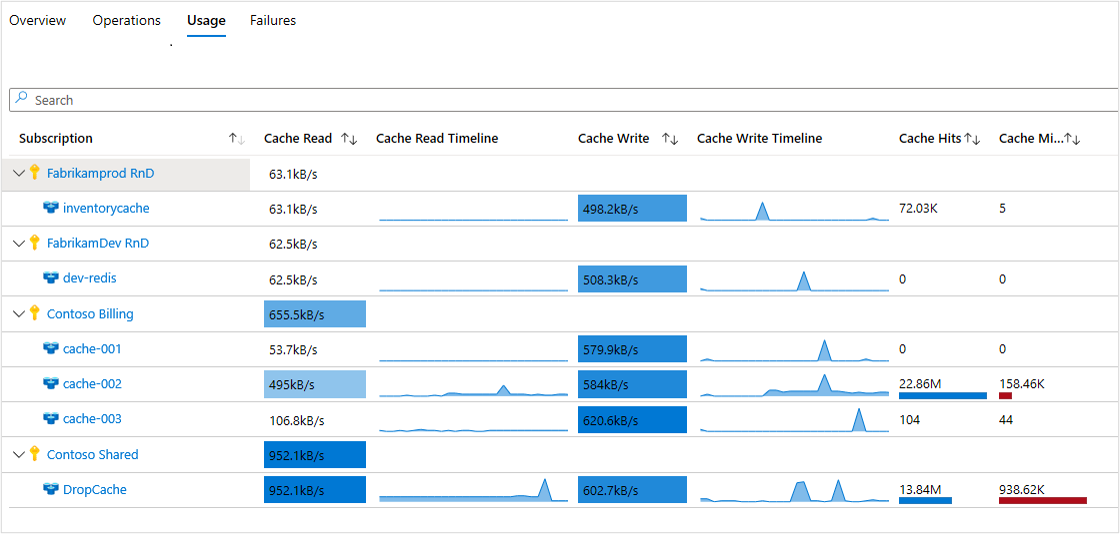 Overview Operations Usage Failures
Search
Subscription Cache Read Cache Read Timeline Cache Write Cache Write Timeline Cache Hits Cache Mi...
Fabrikamprod RnD 63.1kB/s
inventorycache 63.1kB/s 498.2kB/s 72.03K 5
FabrikamDev RnD 62.5kB/s
dev-redis 62.5kB/s 508.3kB/s 0 0
Contoso Billing 655.5kB/s
cache-001 53.7kB/s 579.9kB/s 0 0
cache-002 495kB/s 584kB/s 22.86M 158.46K
cache-003 106.8kB/s 620.6kB/s 104 44
Contoso Shared 952.1kB/s
DropCache 952.1kB/s 602.7kB/s 13.84M 938.62K